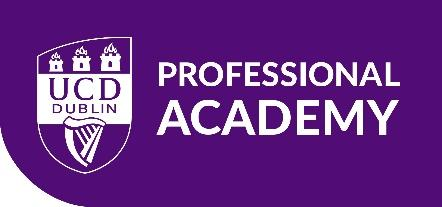 UCD
DUBLIN
PROFESSIONAL
ACADEMY